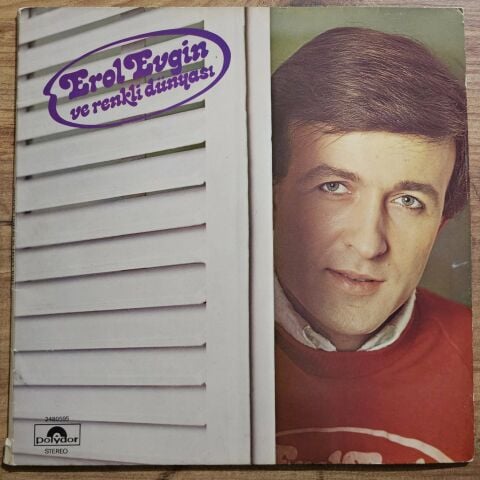 Erol Evgin
ve renkli dünyası
2480595
polydor
STEREO